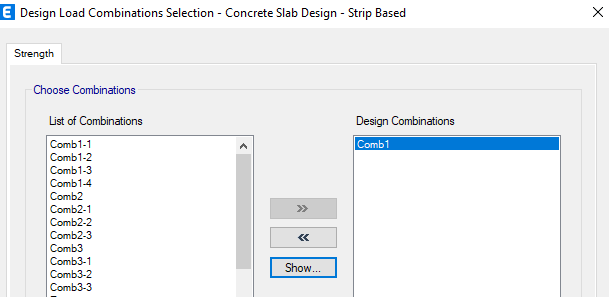 E Design Load Combinations Selection - Concrete Slab Design - Strip Based
Strength
Choose Combinations
List of Combinations
Comb1-1
Comb1-2
Comb1-3
Comb1-4
Comb2
Comb2-1
Comb2-2
Comb2-3
Comb3
Comb3-1
Comb3-2
Comb3-3
>>
<<
Show...
Design Combinations
Comb1